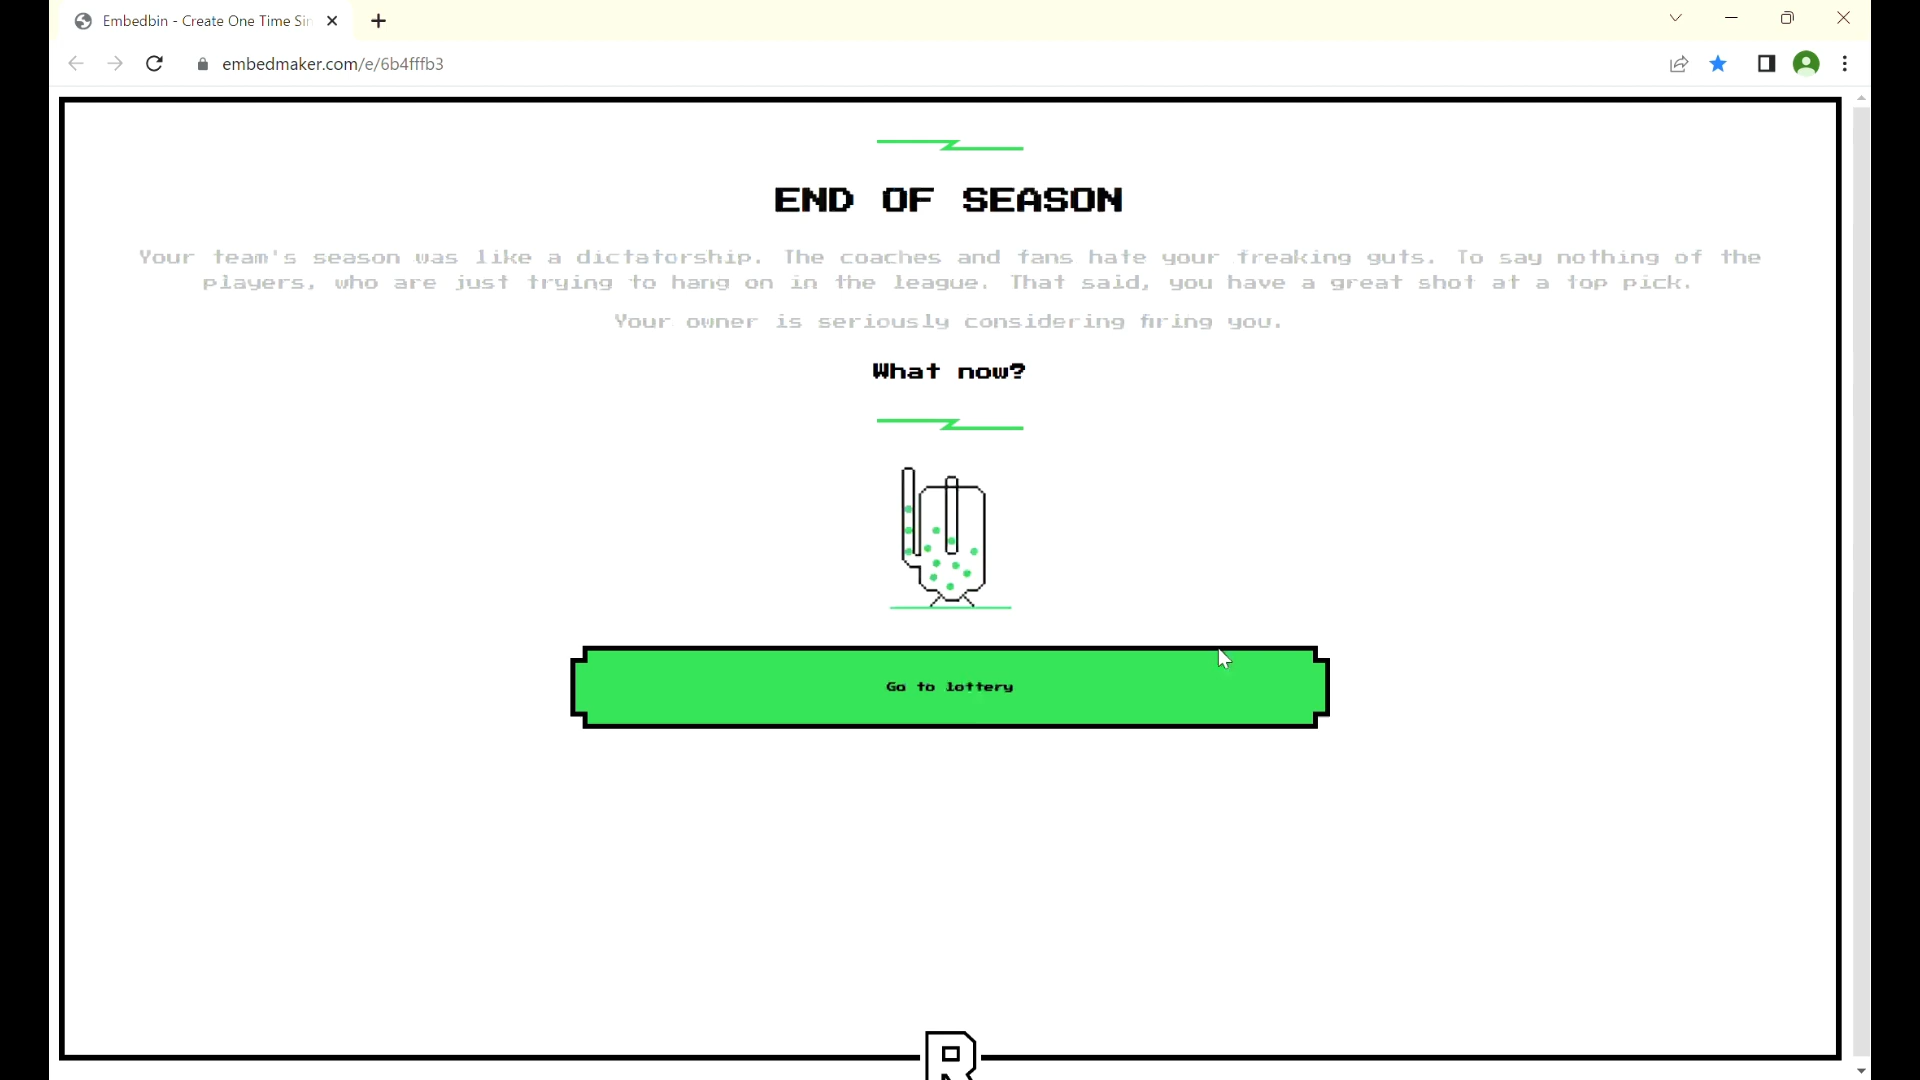 Embedbin - Create One Time Sin
embedmaker.com/e/6b4fffb3
END OF SEASON
Your team's season was like a dictatorship. The coaches and fans hate your freaking guts. To say nothing of the
players, who are just trying to hang on in the league. That said, you have a great shot at a top pick.
Your owner is seriously considering firing you.
What now?
Go to lottery
R